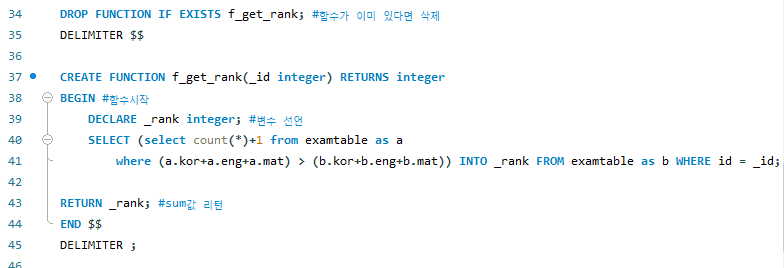 34 DROP FUNCTION IF EXISTS f_get_rank; #함수가 이미 있다면 삭제
35 DELIMITER $$
36
37 CREATE FUNCTION f_get_rank(_id integer) RETURNS integer
38 BEGIN #함수시작
39 DECLARE _rank integer; #변수 선언
40 SELECT (select count(*)+1 from examtable as a
41 where (a.kor+a.eng+a.mat) > (b.kor+b.eng+b.mat)) INTO _rank FROM examtable as b WHERE id = _id;
42
43 RETURN _rank; #sum값 리턴
44 END $$
45 DELIMITER ;
46